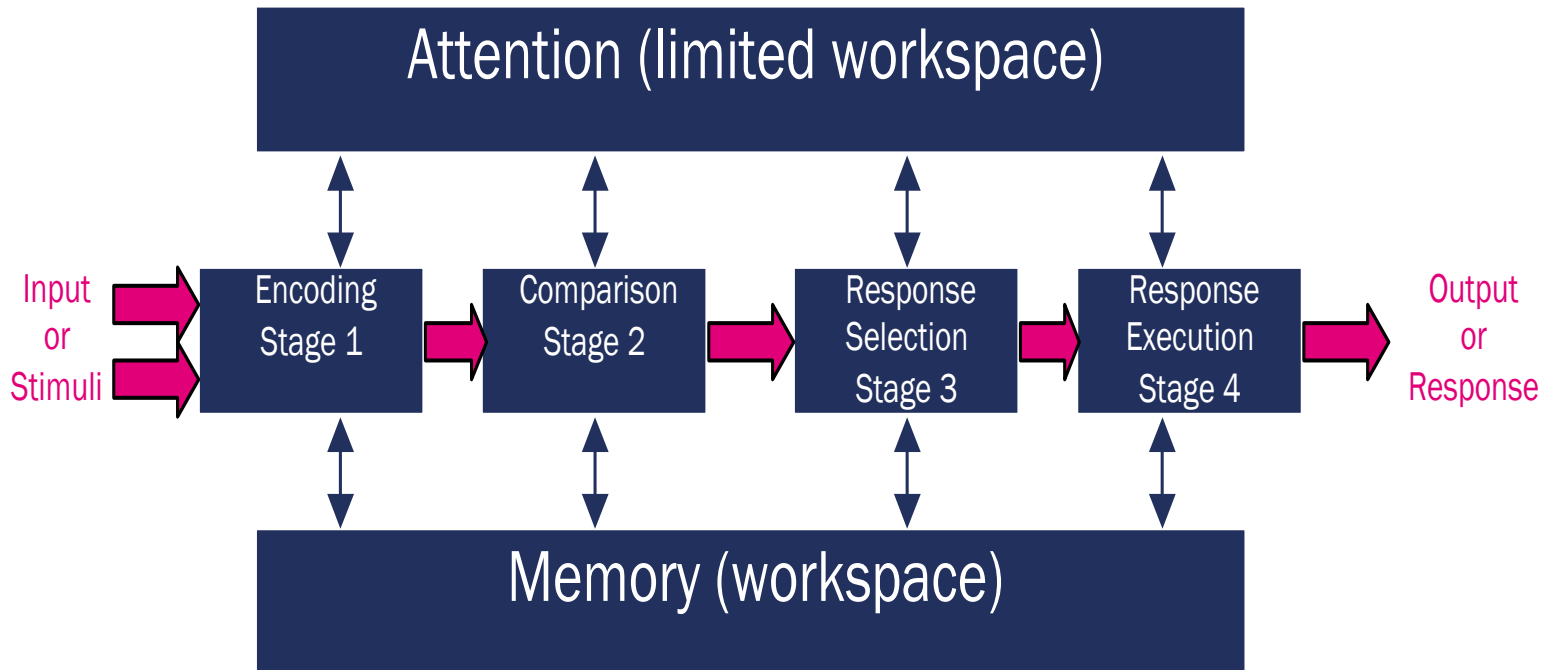 Attention (limited workspace)
Input
or
Stimuli
Encoding
Stage 1
Comparison
Stage 2
Response
Selection
Stage 3
Response
Execution
Stage 4
Output
or
Response
Memory (workspace)